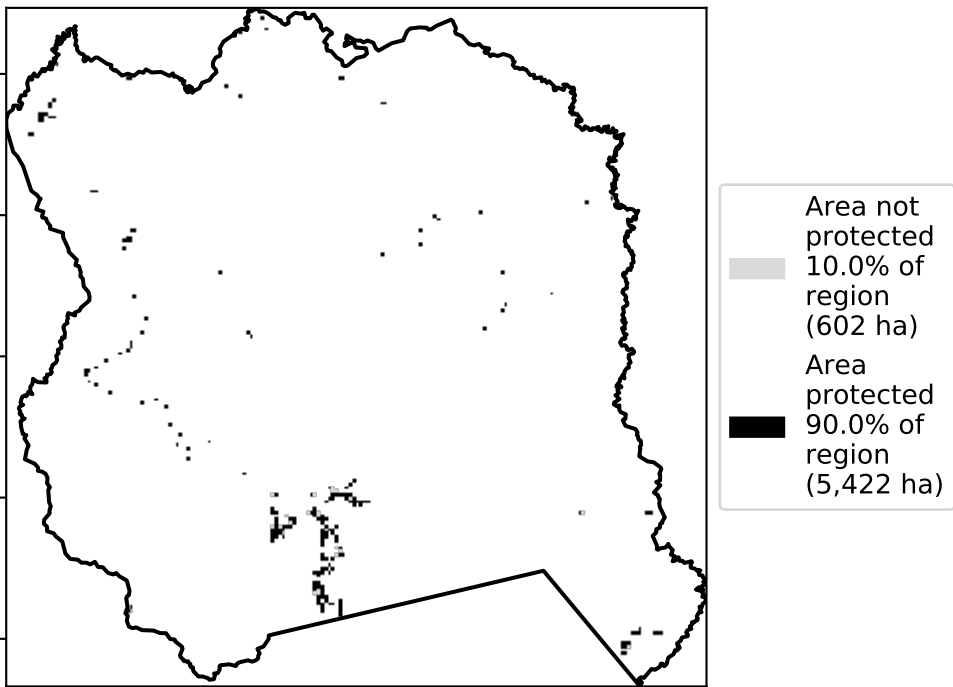 Area not
protected
10.0% of
region
(602 ha)
Area
protected
90.0% of
region
(5,422 ha)